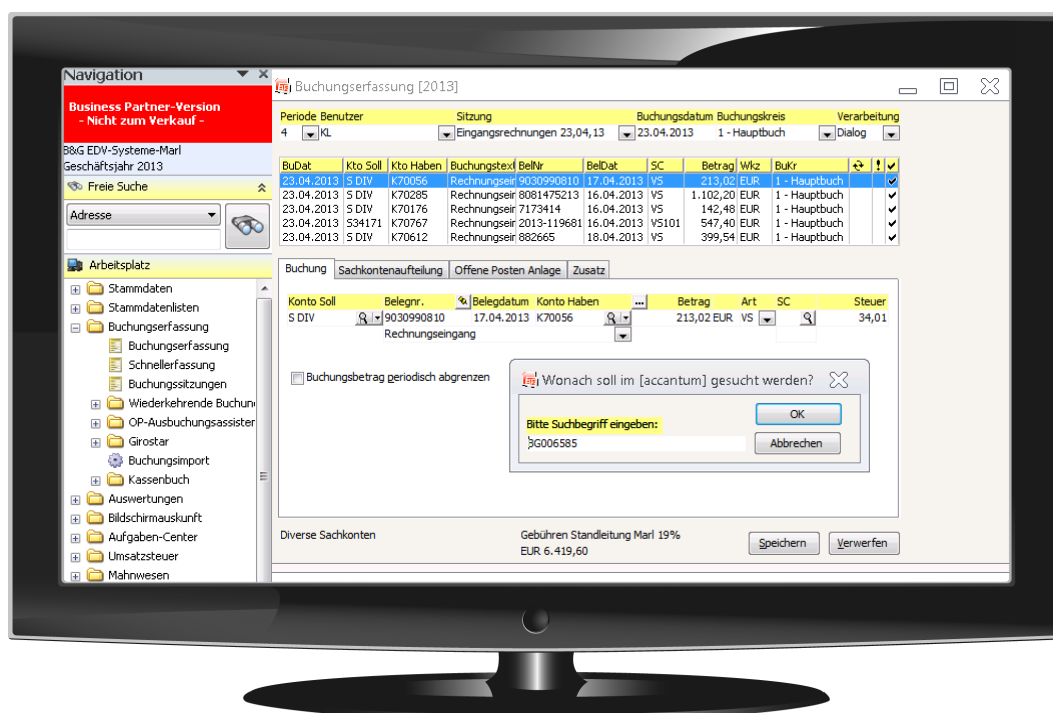 Navigation
Business Partner-Version
- Nicht zum Verkauf -
B&G EDV-Systeme-Marl
Geschäftsjahr 2013
Freie Suche
Adresse
Arbeitsplatz
Stammdaten
Stammdatenlisten
Buchungserfassung
Buchungserfassung
Schnellerfassung
Buchungssitzungen
Wiederkehrende Buchun
OP-Ausbuchungsassister
Girostar
Buchungsimport
Kassenbuch
Auswertungen
Bildschirmauskunft
Aufgaben-Center
Umsatzsteuer
Mahnwesen
Buchungserfassung [2013]
Periode Benutzer Sitzung Buchungsdatum Buchungskreis Verarbeitung
4 KL Eingangsrechnungen 23,04,13 23.04.2013 1 - Hauptbuch Dialog
BuDat Kto Soll Kto Haben Buchungstext BelNr BelDat SC Betrag Wkz BuKr !
23.04.2013 S DIV K70056 Rechnungseir 9030990810 17.04.2013 VS 213,02 EUR 1 - Hauptbuch
23.04.2013 S DIV K70285 Rechnungseir 8081475213 16.04.2013 VS 1.102,20 EUR 1 - Hauptbuch
23.04.2013 S DIV K70176 Rechnungseir 7173414 16.04.2013 VS 142,48 EUR 1 - Hauptbuch
23.04.2013 S34171 K70767 Rechnungseir 2013-119681 16.04.2013 VS101 547,40 EUR 1 - Hauptbuch
23.04.2013 S DIV K70612 Rechnungseir 882665 18.04.2013 VS 399,54 EUR 1 - Hauptbuch
Buchung Sachkontenaufteilung Offene Posten Anlage Zusatz
Konto Soll Belegnr. Belegdatum Konto Haben ... Betrag Art SC Steuer
S DIV 9030990810 17.04.2013 K70056 213,02 EUR VS 34,01
Rechnungseingang
Buchungsbetrag periodisch abgrenzen
Wonach soll im [accantum] gesucht werden?
OK
Bitte Suchbegriff eingeben:
3G006585
Abbrechen
Diverse Sachkonten Gebühren Standleitung Marl 19%
EUR 6.419,60
Speichern Verwerfen